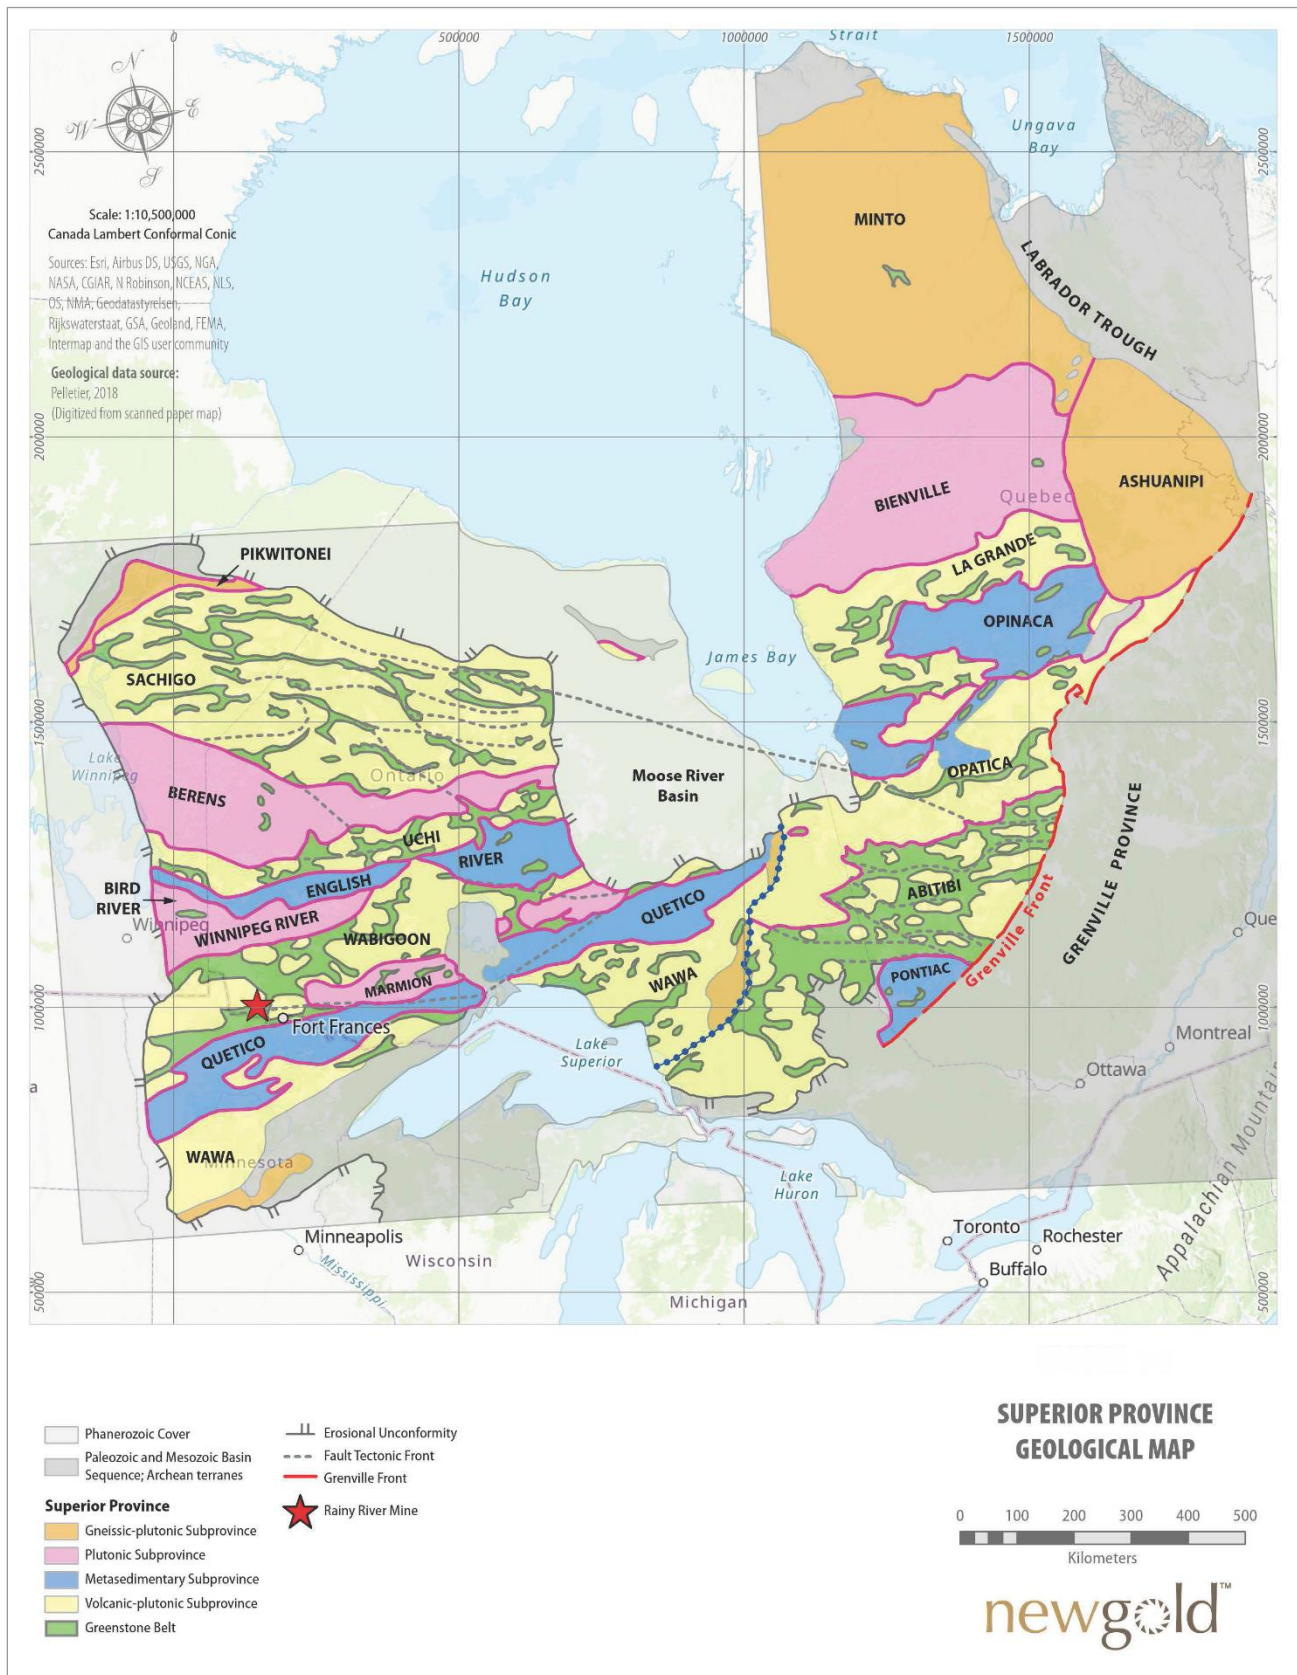 0
500000
1000000
Strait
1500000
N
W
E
S
2500000
2500000
Ungava
Bay
Scale: 1:10,500,000
Canada Lambert Conformal Conic
MINTO
Sources: Esri, Airbus DS, USGS, NGA,
NASA, CGIAR, N Robinson, NCEAS, NLS,
OS, NMA, Geodatastyrelsen,
Rijkswaterstaat, GSA, Geoland, FEMA,
Intermap and the GIS user community
Hudson
Bay
LABRADOR TROUGH
Geological data source:
Pelletier, 2018
(Digitized from scanned paper map)
2000000
2000000
ASHUANIPI
BIENVILLE
Quebec
LA GRANDE
PIKWITONEI
OPINACA
SACHIGO
James Bay
1500000
1500000
Lake
Winnipeg
Ontario
Moose River
Basin
OPATICA
BERENS
UCHI
RIVER
GRENVILLE PROVINCE
BIRD
RIVER
ENGLISH
ABITIBI
QUETICO
Winnipeg
WINNIPEG RIVER
WABIGOON
Que
Grenville Front
PONTIAC
WAWA
MARMION
1000000
1000000
Fort Frances
Montreal
QUETICO
Lake
Superior
Ottawa
a
WAWA
Minnesota
Lake
Huron
Appalachian Mountain
Minneapolis
Toronto
Rochester
Wisconsin
Buffalo
Mississippi
500000
500000
Michigan
SUPERIOR PROVINCE
GEOLOGICAL MAP
Phanerozoic Cover
Paleozoic and Mesozoic Basin
Sequence; Archean terranes
Superior Province
Gneissic-plutonic Subprovince
Plutonic Subprovince
Metasedimentary Subprovince
Volcanic-plutonic Subprovince
Greenstone Belt
Erosional Unconformity
Fault Tectonic Front
Grenville Front
Rainy River Mine
0 100 200 300 400 500
Kilometers
newgold™